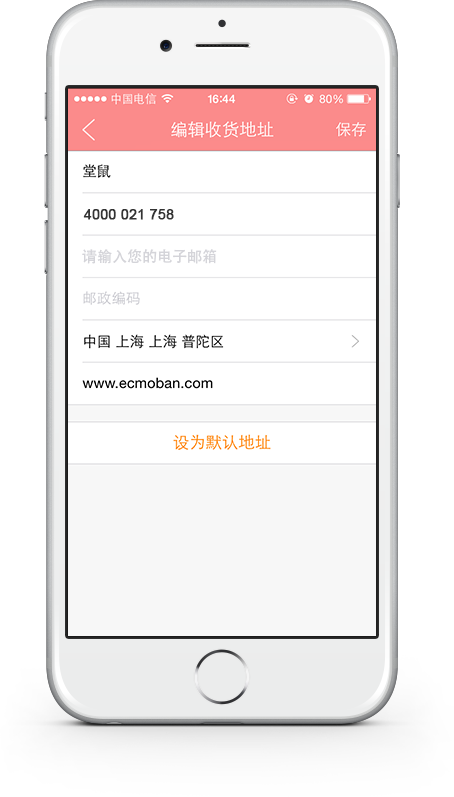 中国电信 16:44 80%
编辑收货地址 保存
堂鼠
4000 021 758
请输入您的电子邮箱
邮政编码
中国 上海 上海 普陀区
www.ecmoban.com
设为默认地址